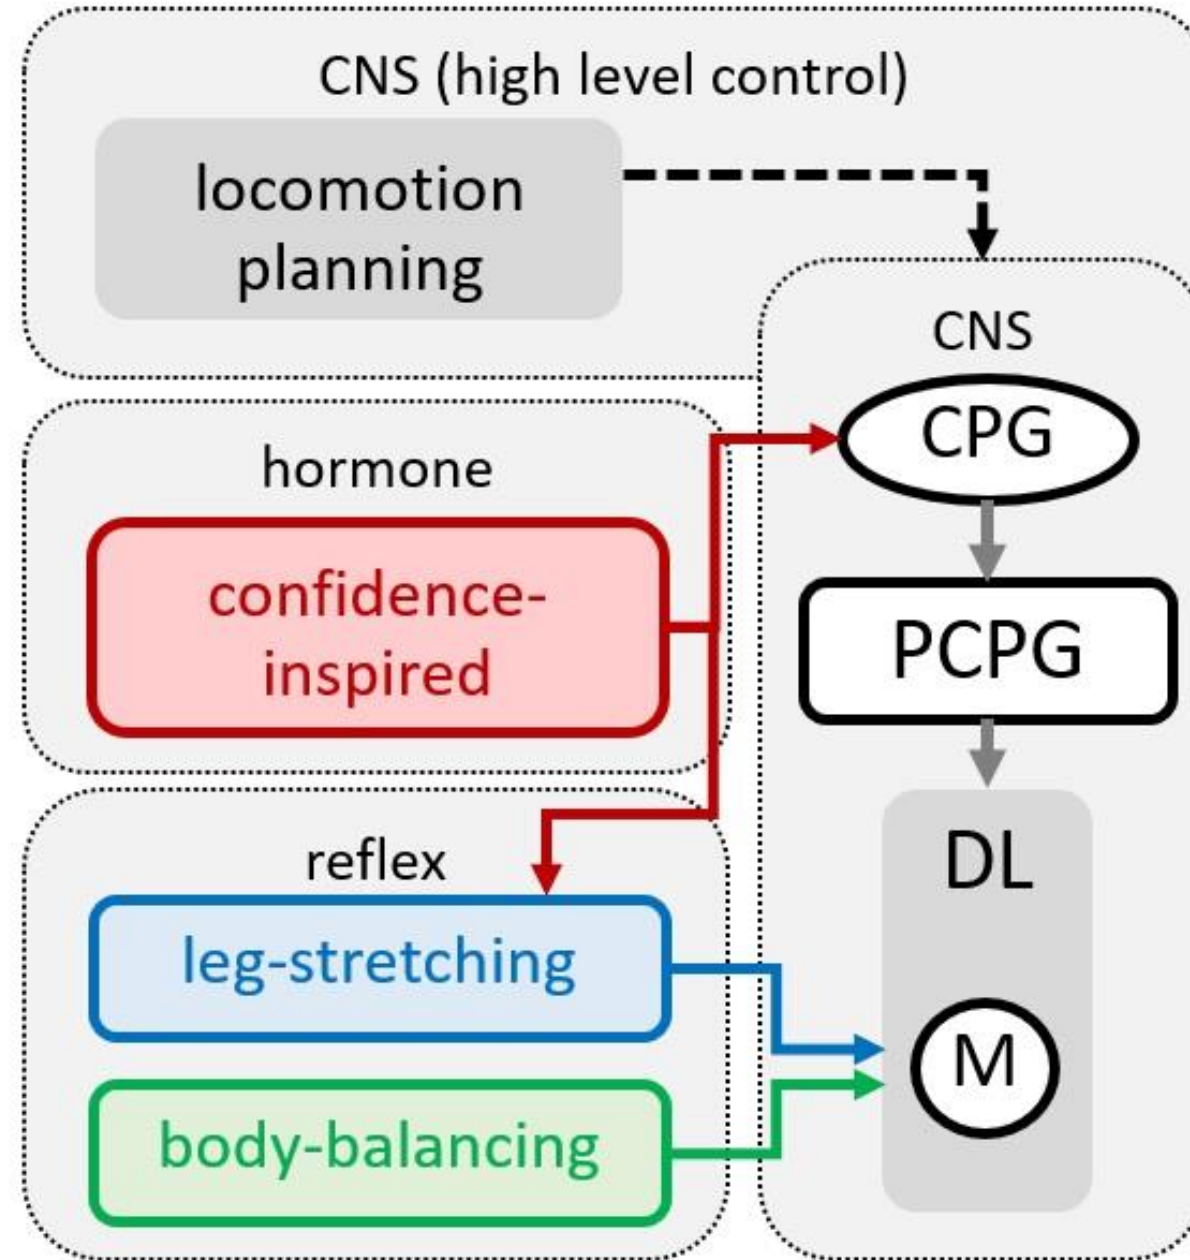 CNS (high level control)
locomotion
planning
CNS
CPG
hormone
confidence-
inspired
PCPG
reflex
DL
leg-stretching
M
body-balancing